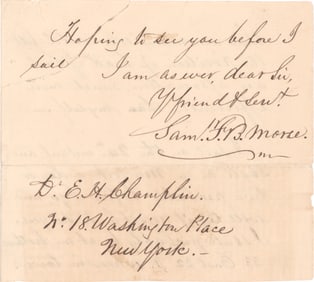 Hoping to see you before I
sail
I am as ever, dear Sir,
Yr friend & Servt.
Saml. F. B. Morse.
Dr. E. H. Champlin.
No. 18. Washington Place
New York. -